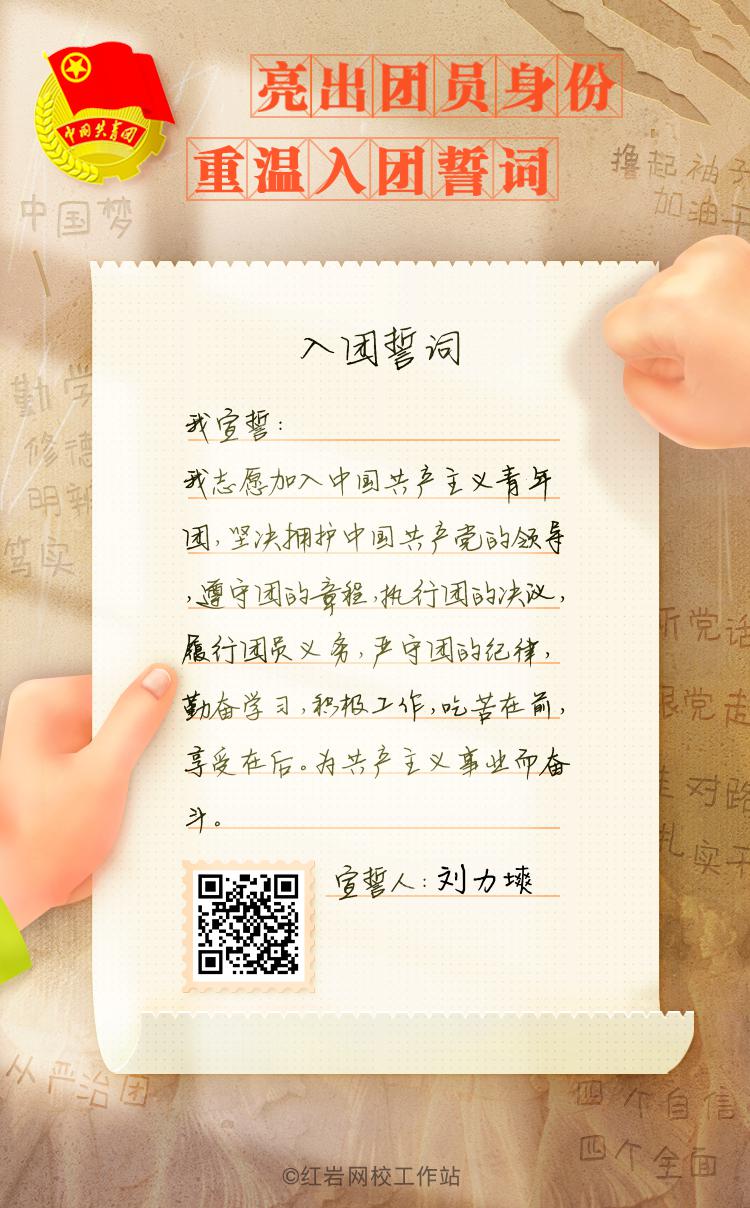 亮出团员身份
重温入团誓词
中国共青团
撸起袖子
加油干
中国梦
入团誓词
我宣誓：
我志愿加入中国共产主义青年
团，坚决拥护中国共产党的领导
，遵守团的章程，执行团的决议，
履行团员义务，严守团的纪律，
勤奋学习，积极工作，吃苦在前，
享受在后。为共产主义事业而奋
斗。
宣誓人：刘力塽
勤学
修德
明辨
笃实
听党话
跟党走
对路
扎实干
从严治团
四个自信
四个全面
©红岩网校工作站